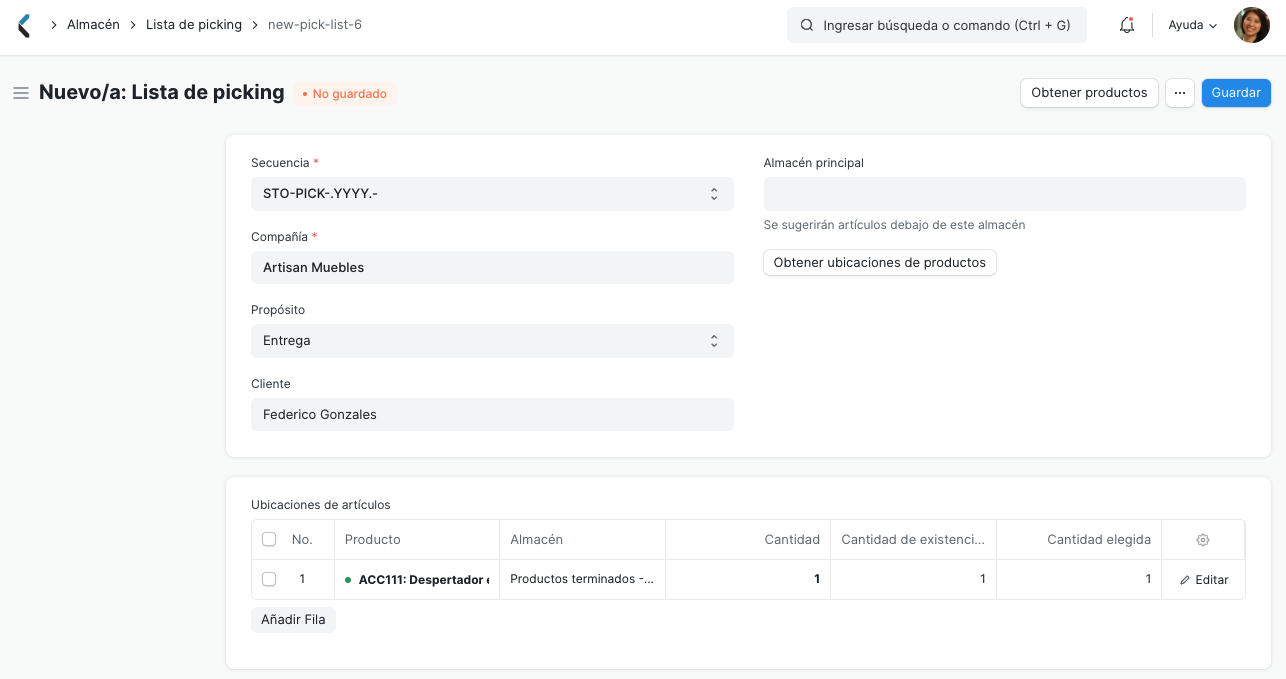 Almacén
Lista de picking
new-pick-list-6
Ingresar búsqueda o comando (Ctrl + G)
Ayuda
Nuevo/a: Lista de picking
No guardado
Obtener productos
...
Guardar
Secuencia *
STO-PICK-.YYYY.-
Compañía *
Artisan Muebles
Propósito
Entrega
Cliente
Federico Gonzales
Almacén principal
Se sugerirán artículos debajo de este almacén
Obtener ubicaciones de productos
Ubicaciones de artículos
No. Producto Almacén Cantidad Cantidad de existenci... Cantidad elegida
1 ACC111: Despertador Productos terminados -... 1 1 1 Editar
Añadir Fila